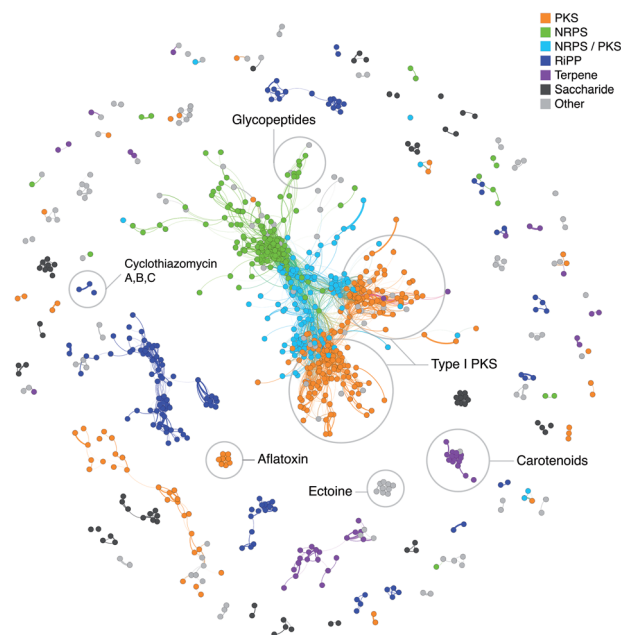 PKS
NRPS
NRPS / PKS
RiPP
Terpene
Saccharide
Other
Glycopeptides
Cyclothiazomycin
A,B,C
Type I PKS
Aflatoxin
Carotenoids
Ectoine